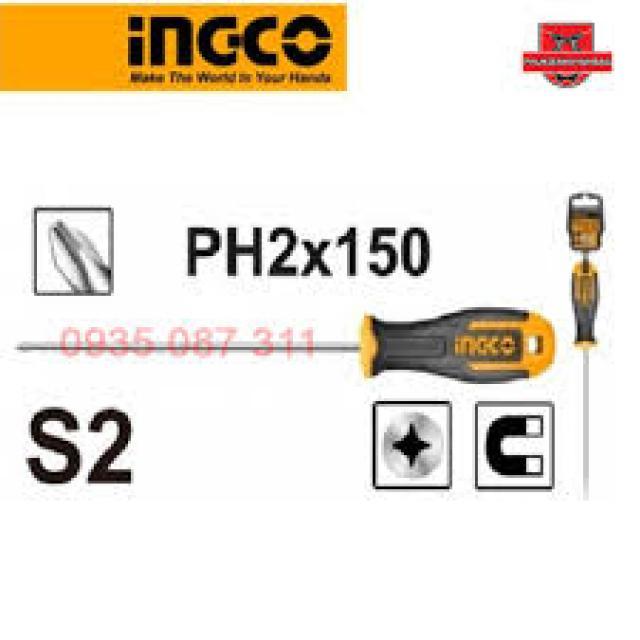 INGCO
Make The World In Your Hands
PH2x150
0935 087 311
INGCO
S2